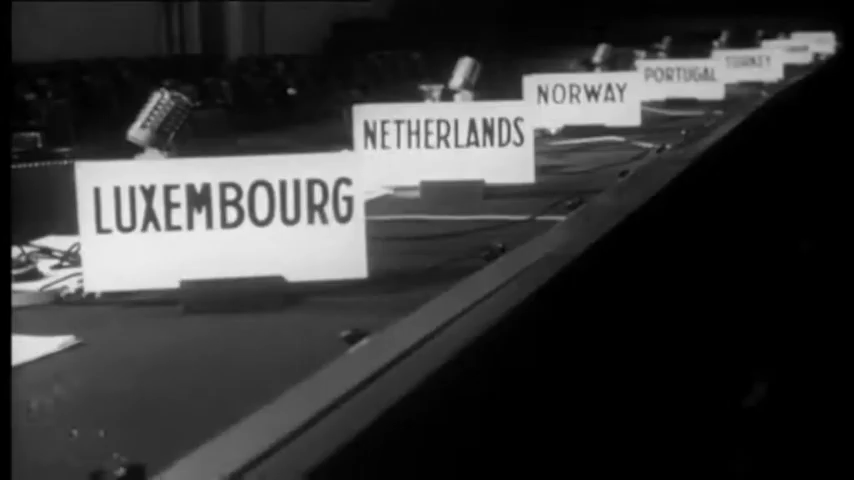 LUXEMBOURG
NETHERLANDS
NORWAY
PORTUGAL
TURKEY